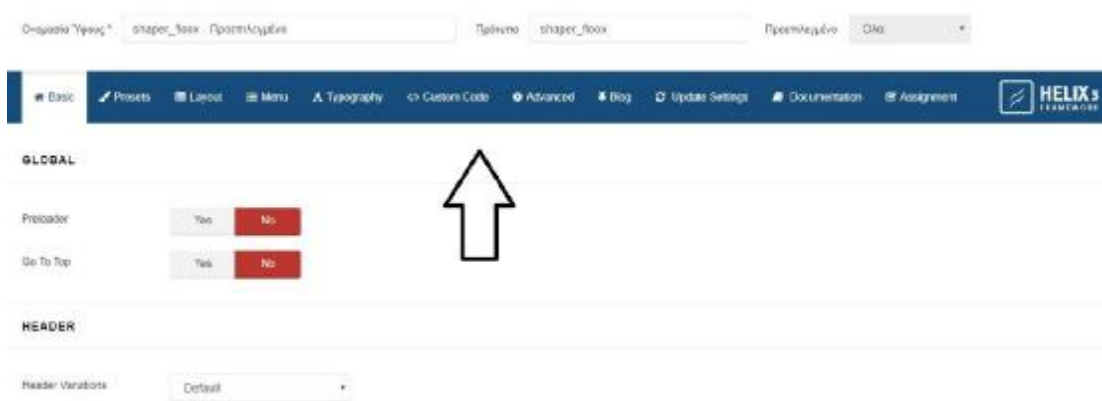 Ονομασία Ύφους * shaper_floox - Προεπιλεγμένο Πρότυπο shaper_floox Προεπιλεγμένο Όλα
Basic Presets Layout Menu Typography Custom Code Advanced Blog Update Settings Documentation Assignment HELIX3
FRAMEWORK
GLOBAL
Preloader Yes No
Go To Top Yes No
HEADER
Header Variations Default